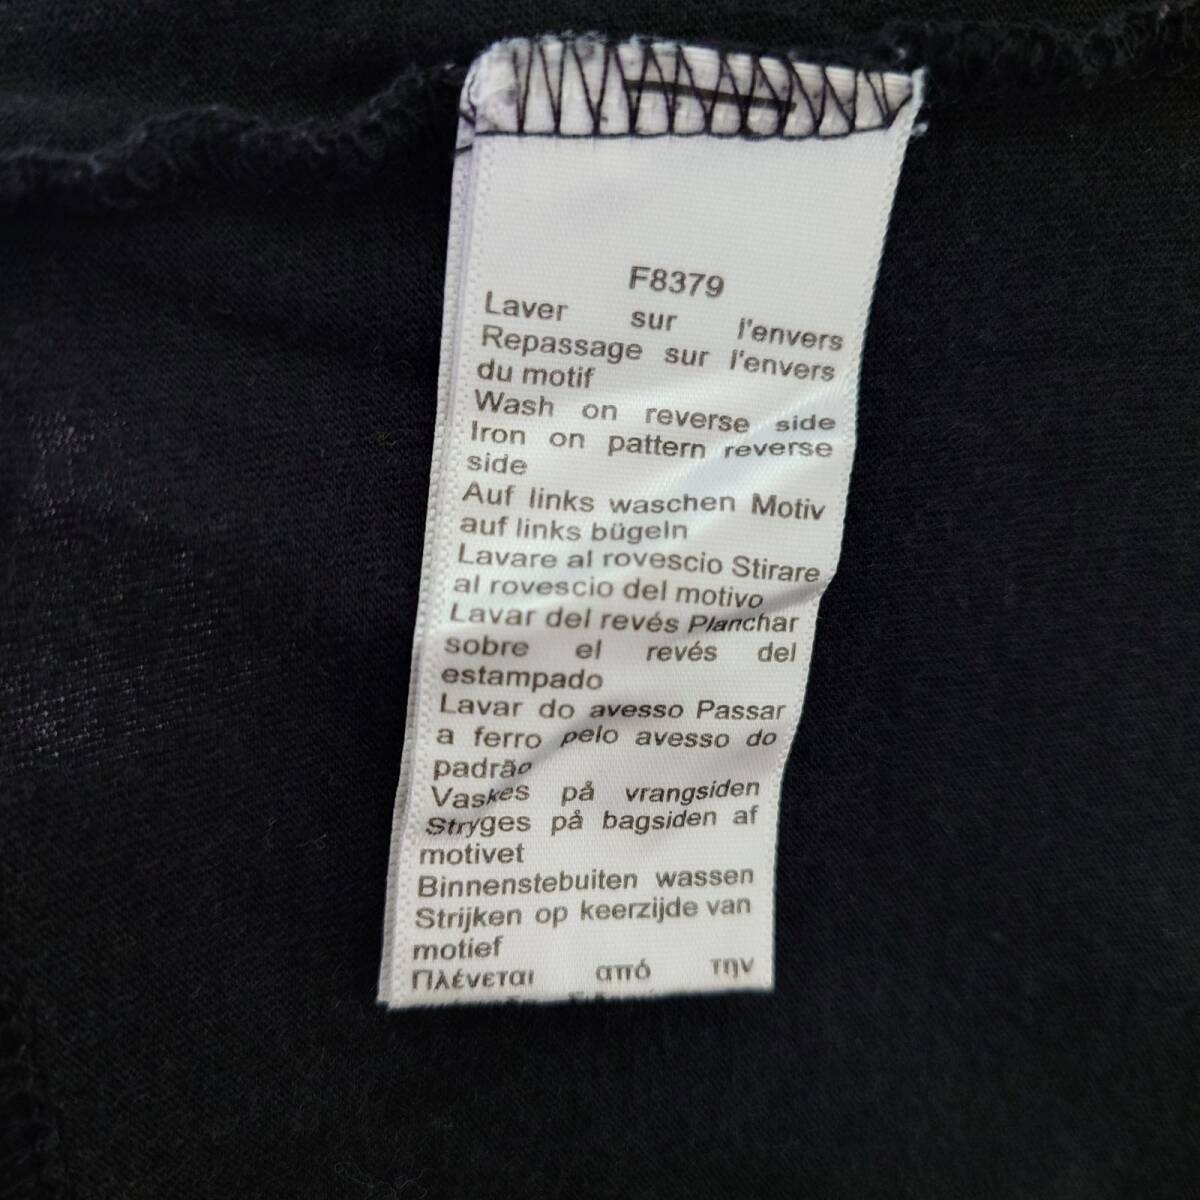 F8379
Laver sur l'envers
Repassage sur l'envers
du motif
Wash on reverse side
Iron on pattern reverse
side
Auf links waschen Motiv
auf links bügeln
Lavare al rovescio Stirare
al rovescio del motivo
Lavar del revés Planchar
sobre el revés del
estampado
Lavar do avesso Passar
a ferro pelo avesso do
padrão
Vaskes på vrangsiden
Stryges på bagsiden af
motivet
Binnenstebuiten wassen
Strijken op keerzijde van
motief
Πλένεται από την